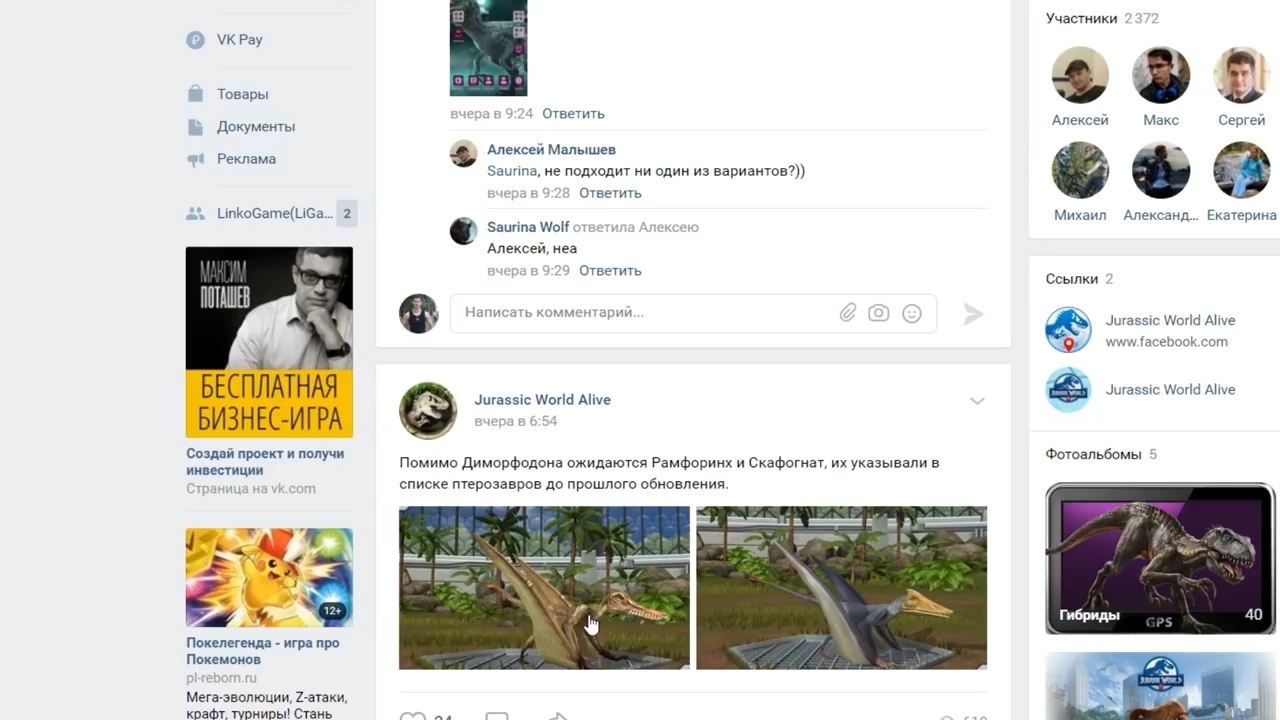 VK Pay
Товары
Документы
Реклама
LinkoGame(LiGa... 2
МАКСИМ
ПОТАШЕВ
БЕСПЛАТНАЯ
БИЗНЕС-ИГРА
Создай проект и получи
инвестиции
Страница на vk.com
12+
Покелегенда - игра про
Покемонов
pl-reborn.ru
Мега-эволюции, Z-атаки,
крафт, турниры! Стань
вчера в 9:24 Ответить
Алексей Малышев
Saurina, не подходит ни один из вариантов?))
вчера в 9:28 Ответить
Saurina Wolf ответила Алексею
Алексей, неа
вчера в 9:29 Ответить
Написать комментарий...
Jurassic World Alive
вчера в 6:54
Помимо Диморфодона ожидаются Рамфоринх и Скафогнат, их указывали в
списке птерозавров до прошлого обновления.
Участники 2 372
Алексей Макс Сергей
Михаил Александ... Екатерина
Ссылки 2
Jurassic World Alive
www.facebook.com
Jurassic World Alive
Фотоальбомы 5
Гибриды 40
GPS
JURASSIC WORLD